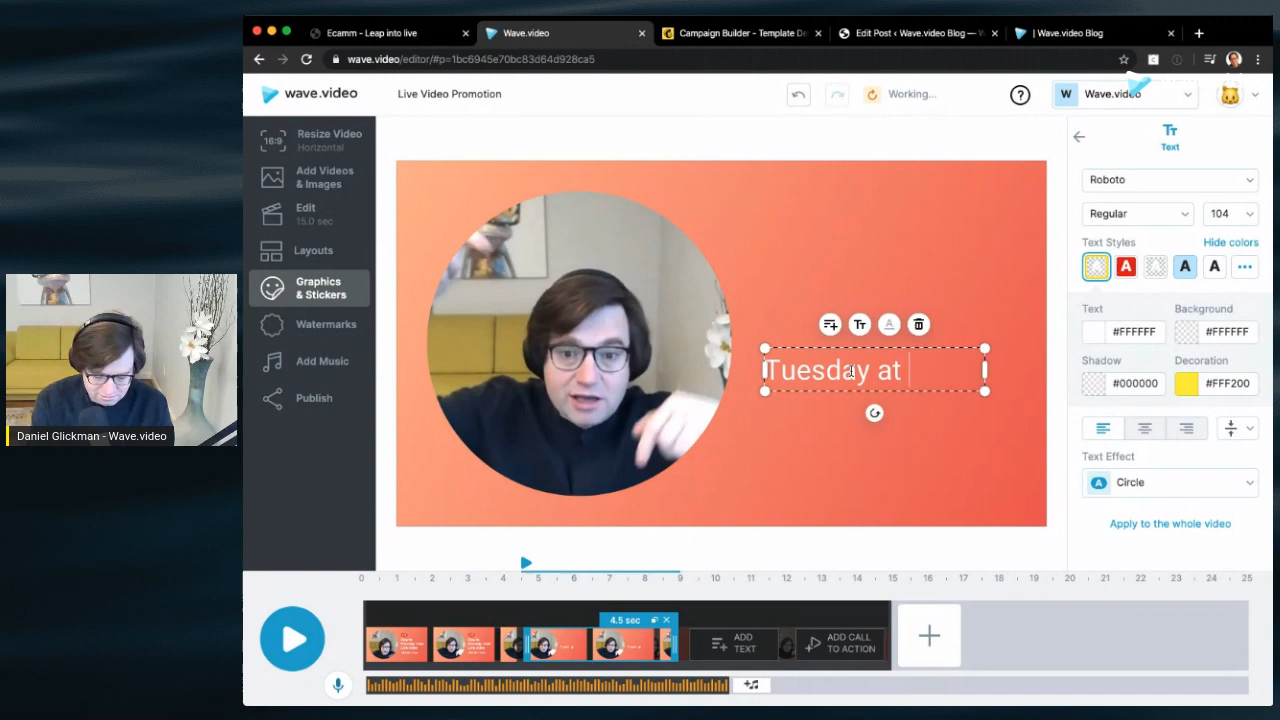 Ecamm - Leap into live
Wave.video
Campaign Builder - Template De
Edit Post ‹ Wave.video Blog —
| Wave.video Blog
wave.video/editor/#p=1bc6945e70bc83d64d928ca5
wave.video
Live Video Promotion
Working...
?
W
Wave.video
16:9
Resize Video
Horizontal
Add Videos
& Images
Edit
15.0 sec
Layouts
Graphics
& Stickers
Watermarks
Add Music
Publish
Tuesday at
Text
Roboto
Regular
104
Text Styles
Hide colors
A
A
A
Text
Background
#FFFFFF
#FFFFFF
Shadow
Decoration
#000000
#FFF200
Text Effect
A
Circle
Apply to the whole video
Daniel Glickman - Wave.video
0 1 2 3 4 5 6 7 8 9 10 11 12 13 14 15 16 17 18 19 20 21 22 23 24 25
4.5 sec
ADD
TEXT
ADD CALL
TO ACTION